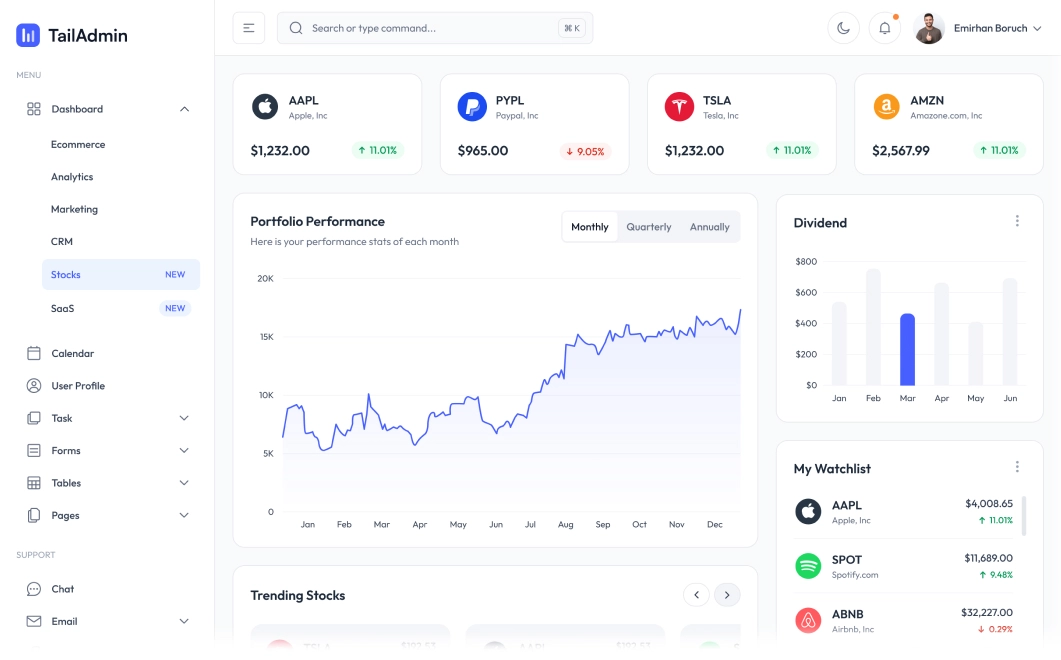 TailAdmin
MENU
Dashboard
Ecommerce
Analytics
Marketing
CRM
Stocks NEW
SaaS NEW
Calendar
User Profile
Task
Forms
Tables
Pages
SUPPORT
Chat
Email
Search or type command...
⌘ K
Emirhan Boruch
AAPL
Apple, Inc
$1,232.00
↑ 11.01%
PYPL
Paypal, Inc
$965.00
↓ 9.05%
TSLA
Tesla, Inc
$1,232.00
↑ 11.01%
AMZN
Amazone.com, Inc
$2,567.99
↑ 11.01%
Portfolio Performance
Here is your performance stats of each month
Monthly Quarterly Annually
20K
15K
10K
5K
0
Jan Feb Mar Apr May Jun Jul Aug Sep Oct Nov Dec
Dividend
$800
$600
$400
$200
$0
Jan Feb Mar Apr May Jun
My Watchlist
AAPL
Apple, Inc
$4,008.65
↑ 11.01%
SPOT
Spotify.com
$11,689.00
↑ 9.48%
ABNB
Airbnb, Inc
$32,227.00
↓ 0.29%
Trending Stocks
TSLA
AAPL